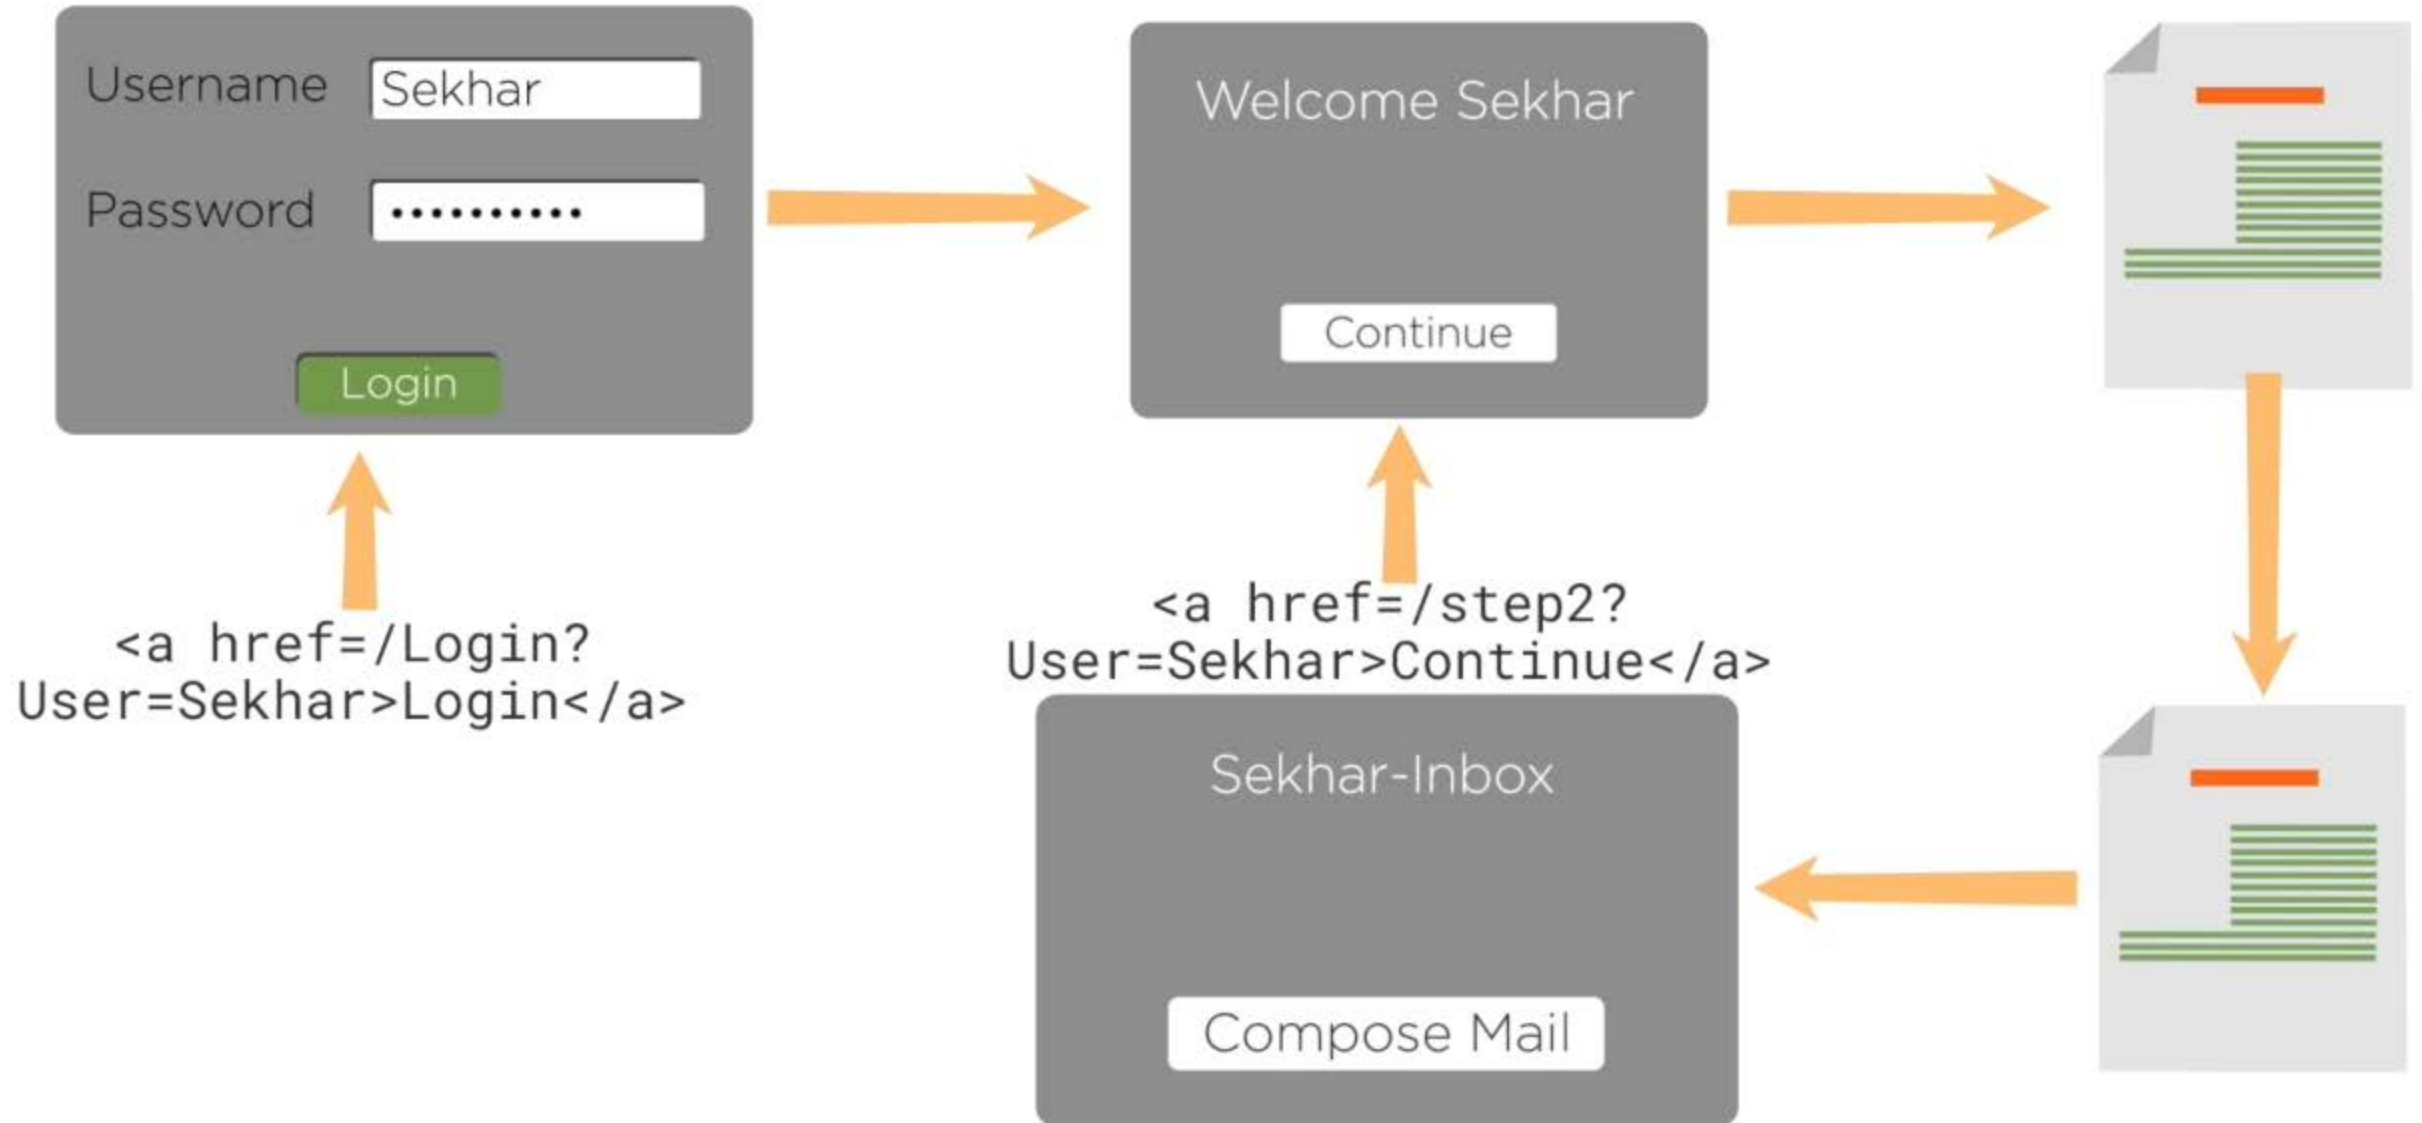 Username Sekhar
Password ••••••••••
Login
<a href=/Login?
User=Sekhar>Login</a>
Welcome Sekhar
Continue
<a href=/step2?
User=Sekhar>Continue</a>
Sekhar-Inbox
Compose Mail